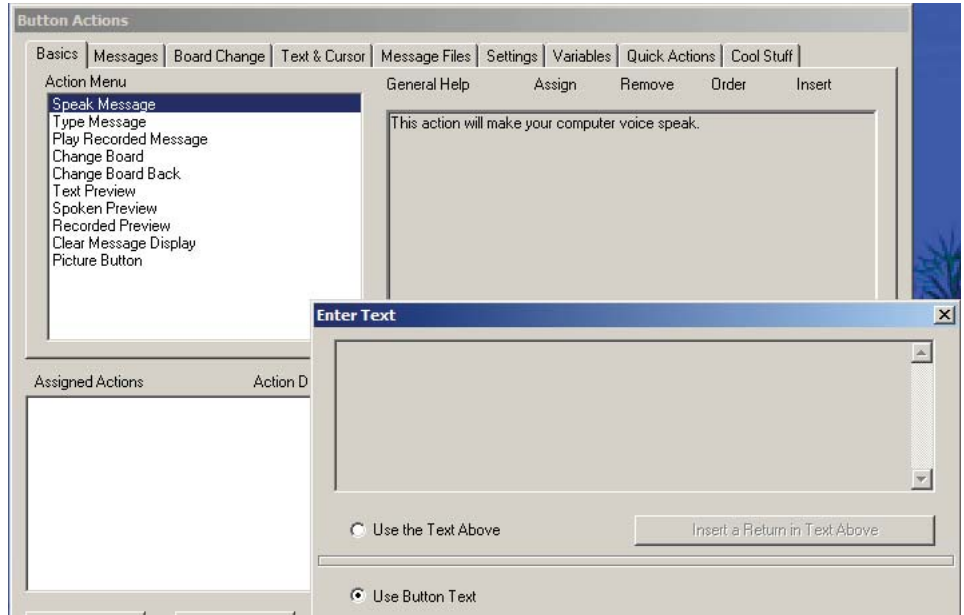 Button Actions
Basics Messages Board Change Text & Cursor Message Files Settings Variables Quick Actions Cool Stuff
Action Menu
General Help Assign Remove Order Insert
Speak Message
Type Message
Play Recorded Message
Change Board
Change Board Back
Text Preview
Spoken Preview
Recorded Preview
Clear Message Display
Picture Button
This action will make your computer voice speak.
Enter Text
Assigned Actions Action D
Use the Text Above Insert a Return in Text Above
Use Button Text